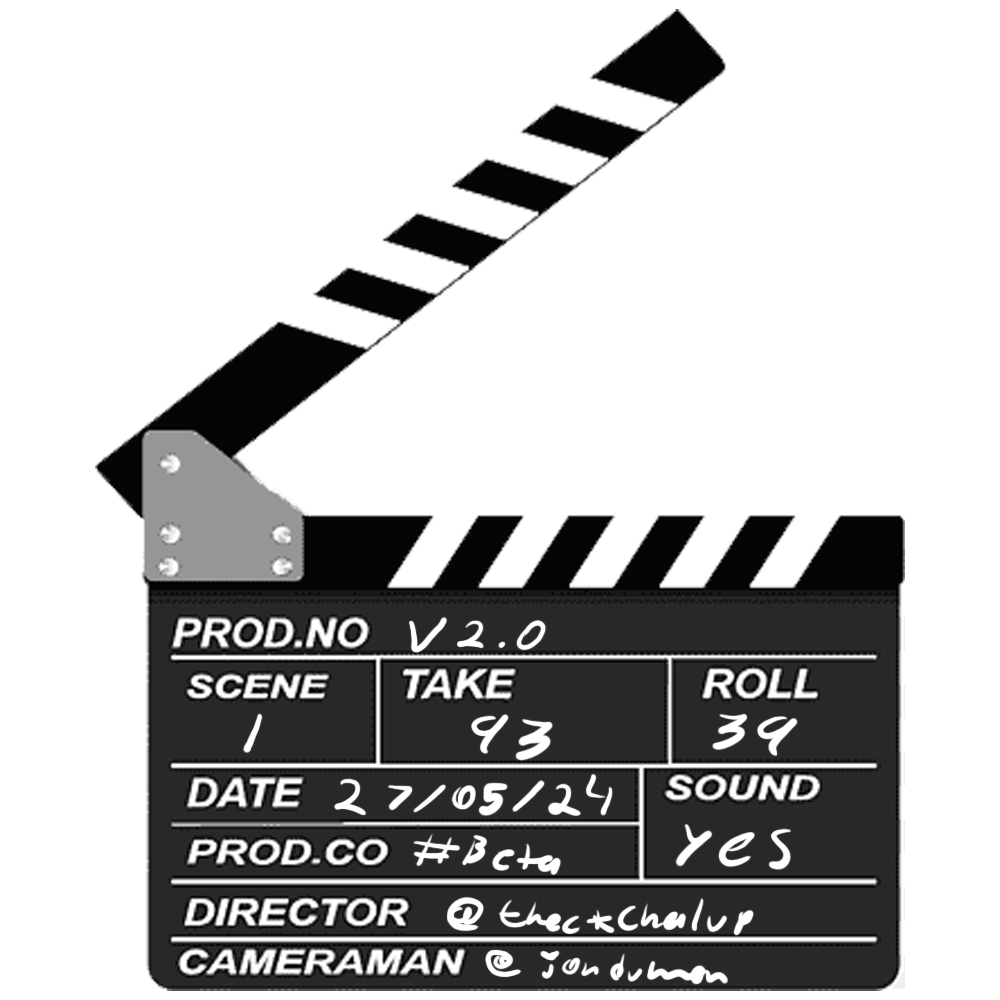 PROD.NO V2.0
SCENE TAKE ROLL
1 93 39
DATE 27/05/24 SOUND
PROD.CO #Beta Yes
DIRECTOR
CAMERAMAN